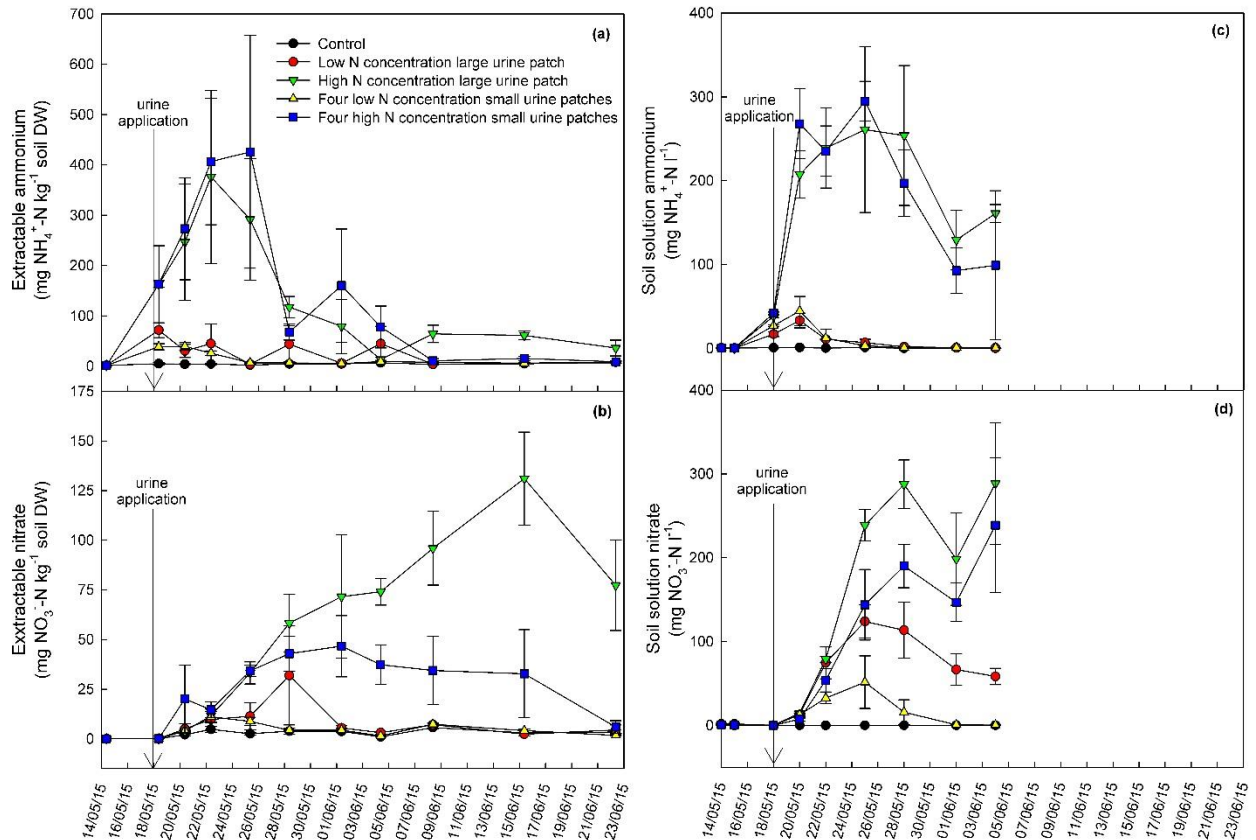 700
600
500
400
300
200
100
0
Extractable ammonium
(mg NH₄⁺-N kg⁻¹ soil DW)
urine
application
(a)
Control
Low N concentration large urine patch
High N concentration large urine patch
Four low N concentration small urine patches
Four high N concentration small urine patches
400
300
200
100
0
Soil solution ammonium
(mg NH₄⁺-N l⁻¹)
urine
application
(c)
175
150
125
100
75
50
25
0
Exxtractable nitrate
(mg NO₃⁻-N kg⁻¹ soil DW)
urine
application
(b)
14/05/15
16/05/15
18/05/15
20/05/15
22/05/15
24/05/15
26/05/15
28/05/15
30/05/15
01/06/15
03/06/15
05/06/15
07/06/15
09/06/15
11/06/15
13/06/15
15/06/15
17/06/15
19/06/15
21/06/15
23/06/15
400
300
200
100
0
Soil solution nitrate
(mg NO₃⁻-N l⁻¹)
urine
application
(d)
14/05/15
16/05/15
18/05/15
20/05/15
22/05/15
24/05/15
26/05/15
28/05/15
30/05/15
01/06/15
03/06/15
05/06/15
07/06/15
09/06/15
11/06/15
13/06/15
15/06/15
17/06/15
19/06/15
21/06/15
23/06/15